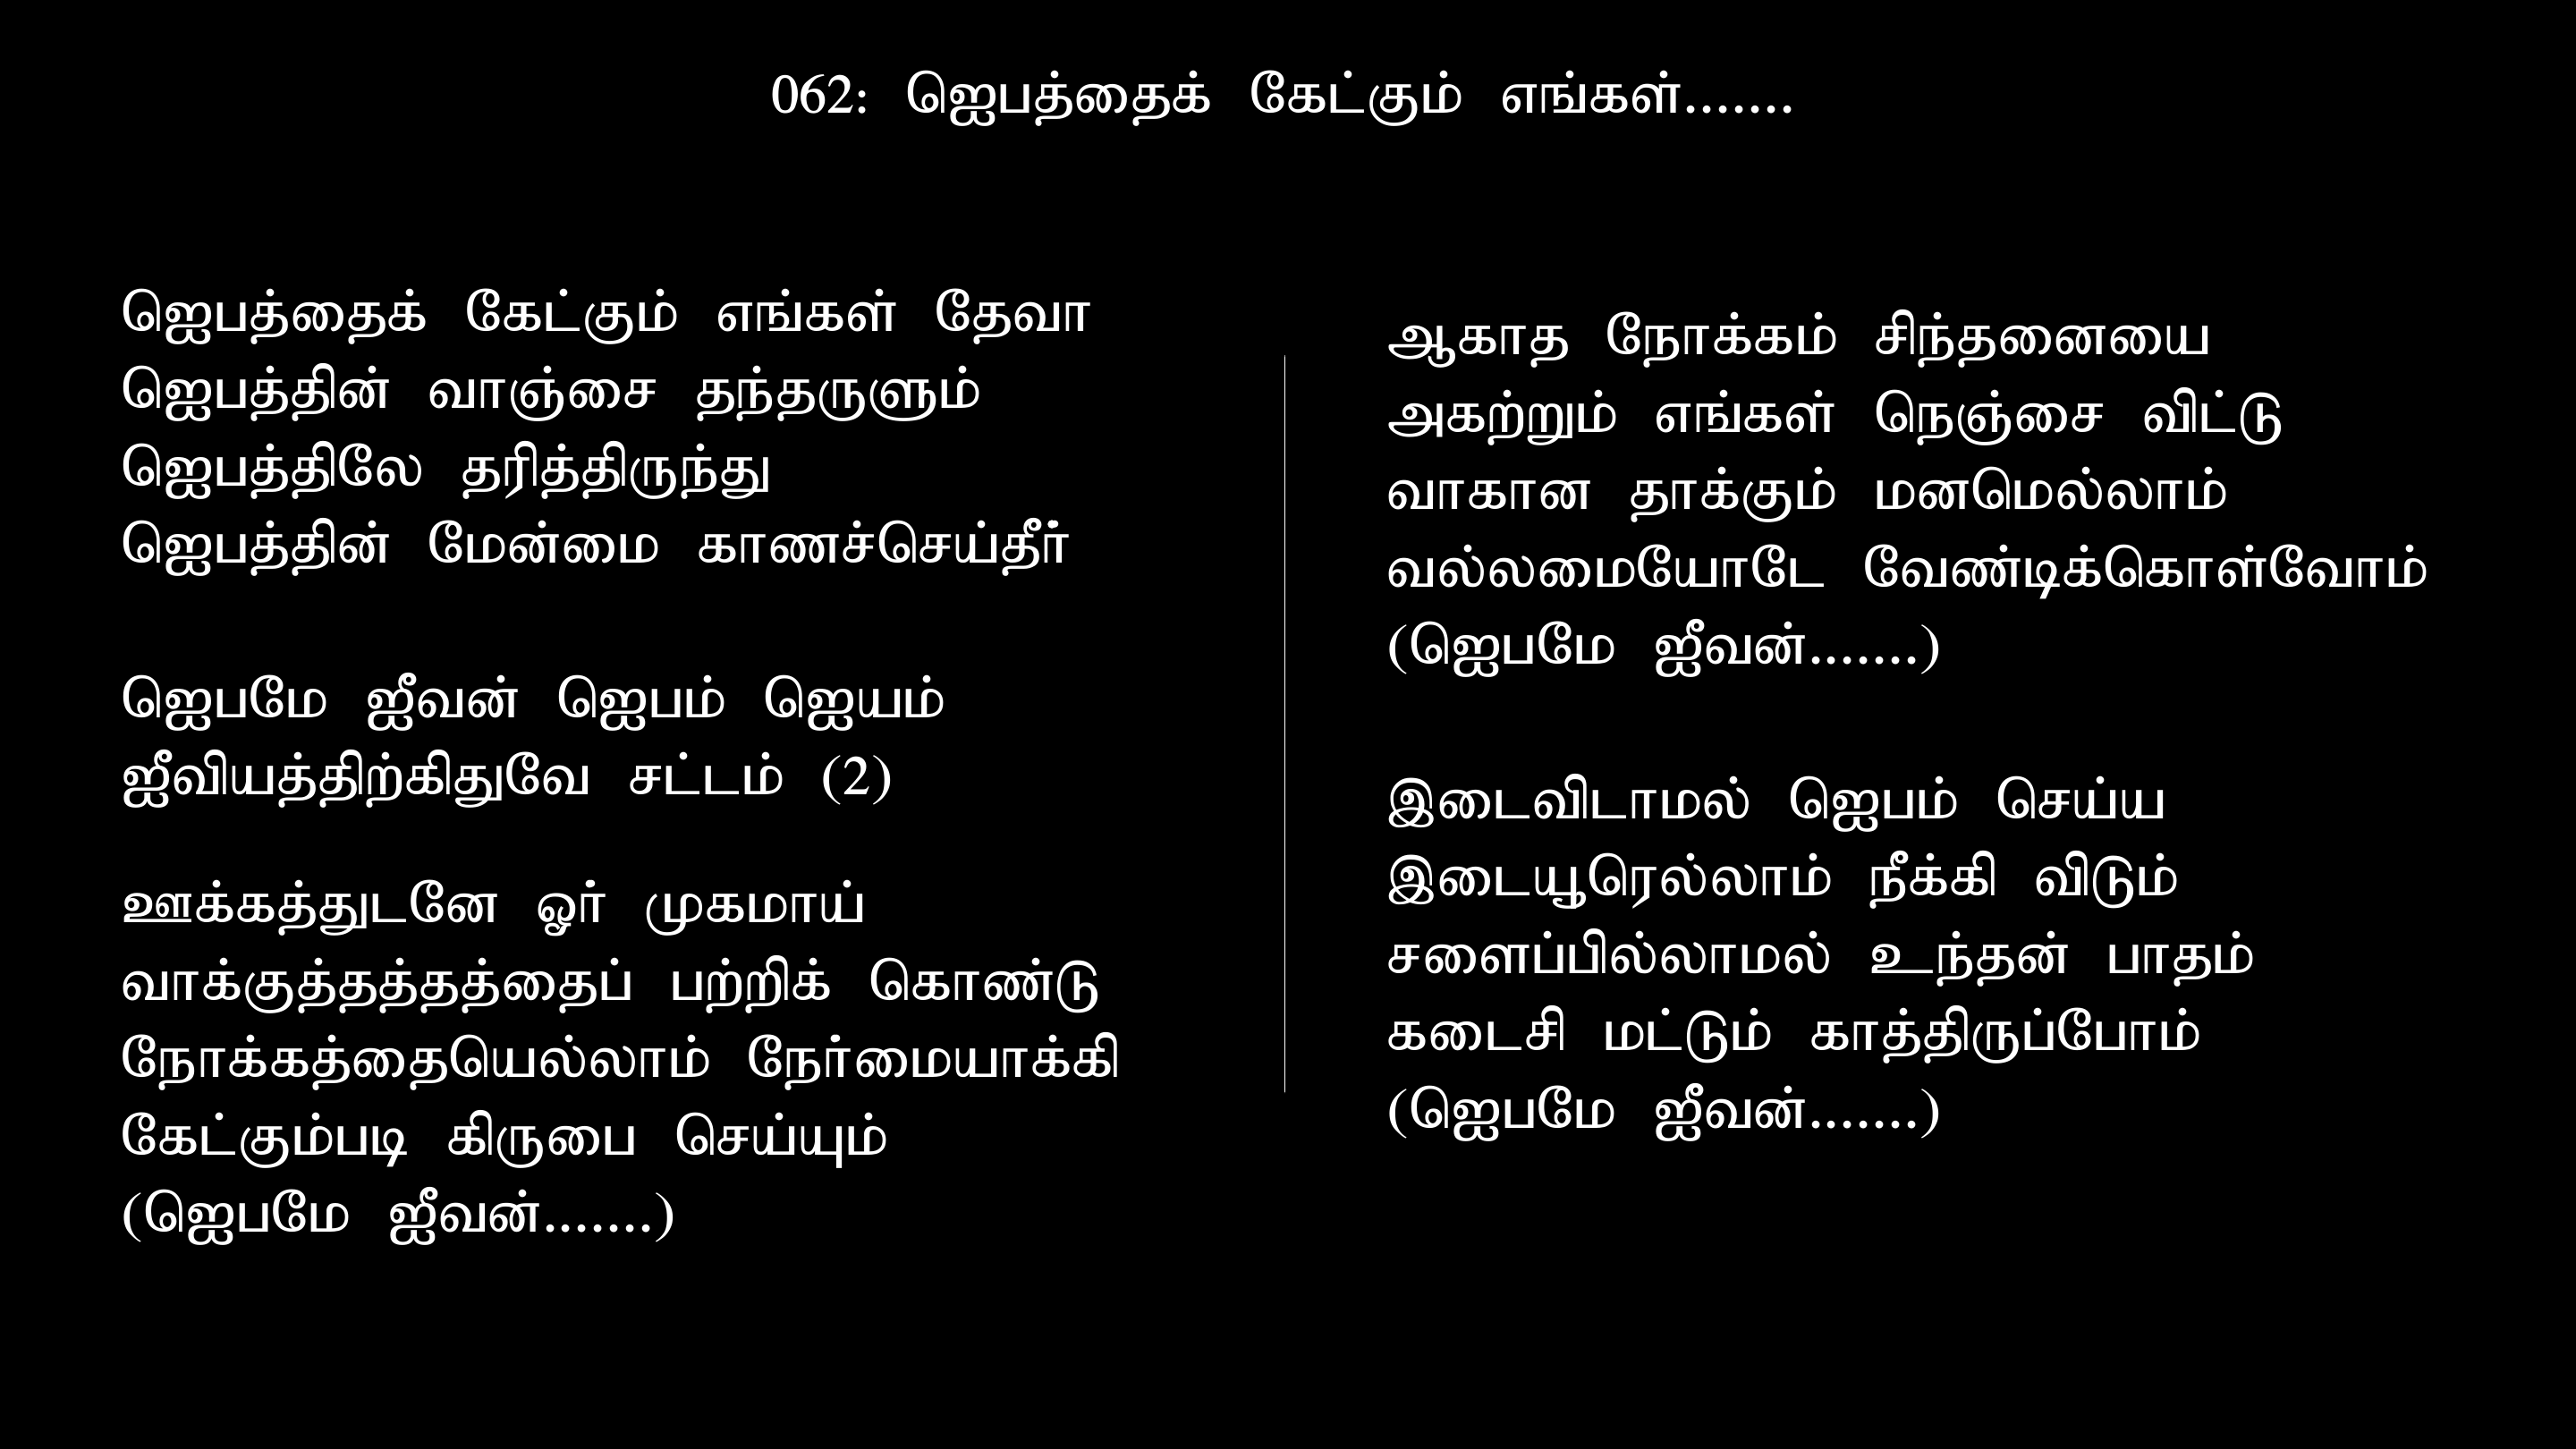 062: ஜெபத்தைக் கேட்கும் எங்கள்.......
ஜெபத்தைக் கேட்கும் எங்கள் தேவா
ஜெபத்தின் வாஞ்சை தந்தருளும்
ஜெபத்திலே தரித்திருந்து
ஜெபத்தின் மேன்மை காணச்செய்தீர்
ஜெபமே ஜீவன் ஜெபம் ஜெயம்
ஜீவியத்திற்கிதுவே சட்டம் (2)
ஊக்கத்துடனே ஓர் முகமாய்
வாக்குத்தத்தத்தைப் பற்றிக் கொண்டு
நோக்கத்தையெல்லாம் நேர்மையாக்கி
கேட்கும்படி கிருபை செய்யும்
(ஜெபமே ஜீவன்.......)
ஆகாத நோக்கம் சிந்தனையை
அகற்றும் எங்கள் நெஞ்சை விட்டு
வாகான தாக்கும் மனமெல்லாம்
வல்லமையோடே வேண்டிக்கொள்வோம்
(ஜெபமே ஜீவன்.......)
இடைவிடாமல் ஜெபம் செய்ய
இடையூரெல்லாம் நீக்கி விடும்
சளைப்பில்லாமல் உந்தன் பாதம்
கடைசி மட்டும் காத்திருப்போம்
(ஜெபமே ஜீவன்.......)